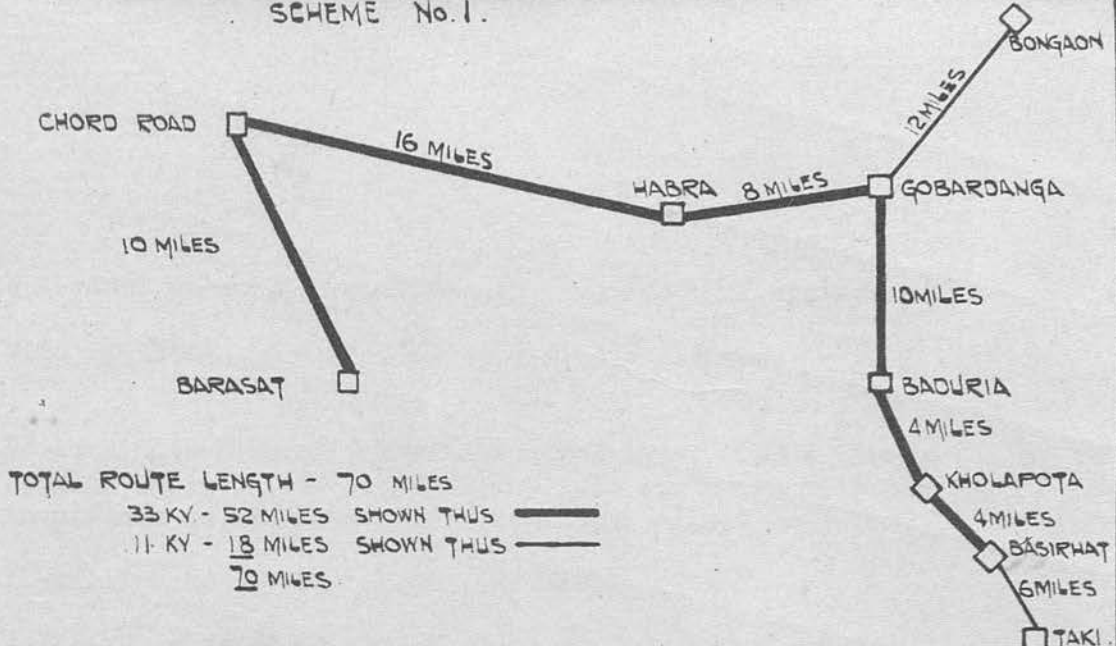 SCHEME No. 1.
BONGAON
12 MILES
CHORD ROAD
16 MILES
HABRA
8 MILES
GOBARDANGA
10 MILES
10 MILES
BARASAT
BADURIA
4 MILES
TOTAL ROUTE LENGTH - 70 MILES
KHOLAPOTA
33 KV - 52 MILES SHOWN THUS
4 MILES
11 KV - 18 MILES SHOWN THUS
BASIRHAT
70 MILES
6 MILES
TAKI.